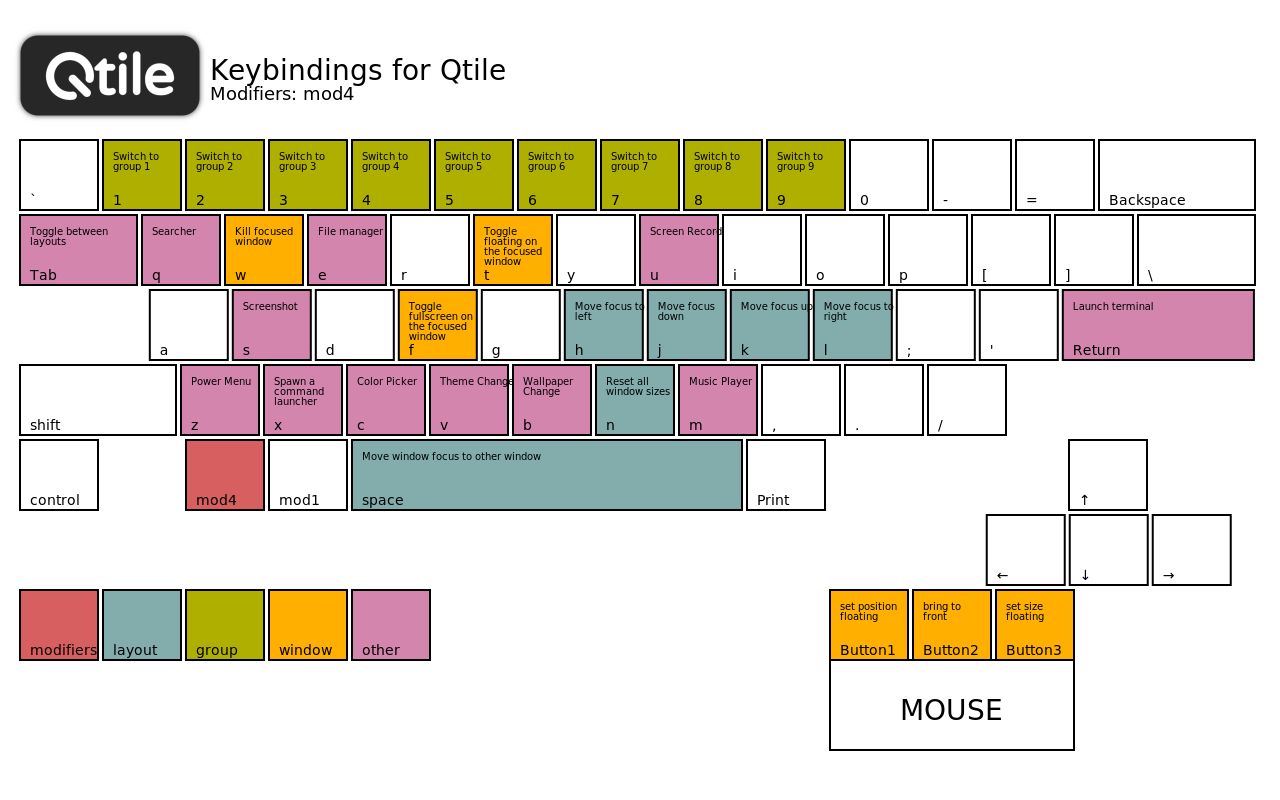 Qtile
Keybindings for Qtile
Modifiers: mod4
`
Switch to
group 1
1
Switch to
group 2
2
Switch to
group 3
3
Switch to
group 4
4
Switch to
group 5
5
Switch to
group 6
6
Switch to
group 7
7
Switch to
group 8
8
Switch to
group 9
9
0
-
=
Backspace
Toggle between
layouts
Tab
Searcher
q
Kill focused
window
w
File manager
e
r
Toggle
floating on
the focused
window
t
y
Screen Record
u
i
o
p
[
]
\
a
Screenshot
s
d
Toggle
fullscreen on
the focused
window
f
g
Move focus to
left
h
Move focus
down
j
Move focus up
k
Move focus to
right
l
;
'
Launch terminal
Return
shift
Power Menu
z
Spawn a
command
launcher
x
Color Picker
c
Theme Change
v
Wallpaper
Change
b
Reset all
window sizes
n
Music Player
m
,
.
/
control
mod4
mod1
Move window focus to other window
space
Print
↑
←
↓
→
modifiers
layout
group
window
other
set position
floating
Button1
bring to
front
Button2
set size
floating
Button3
MOUSE